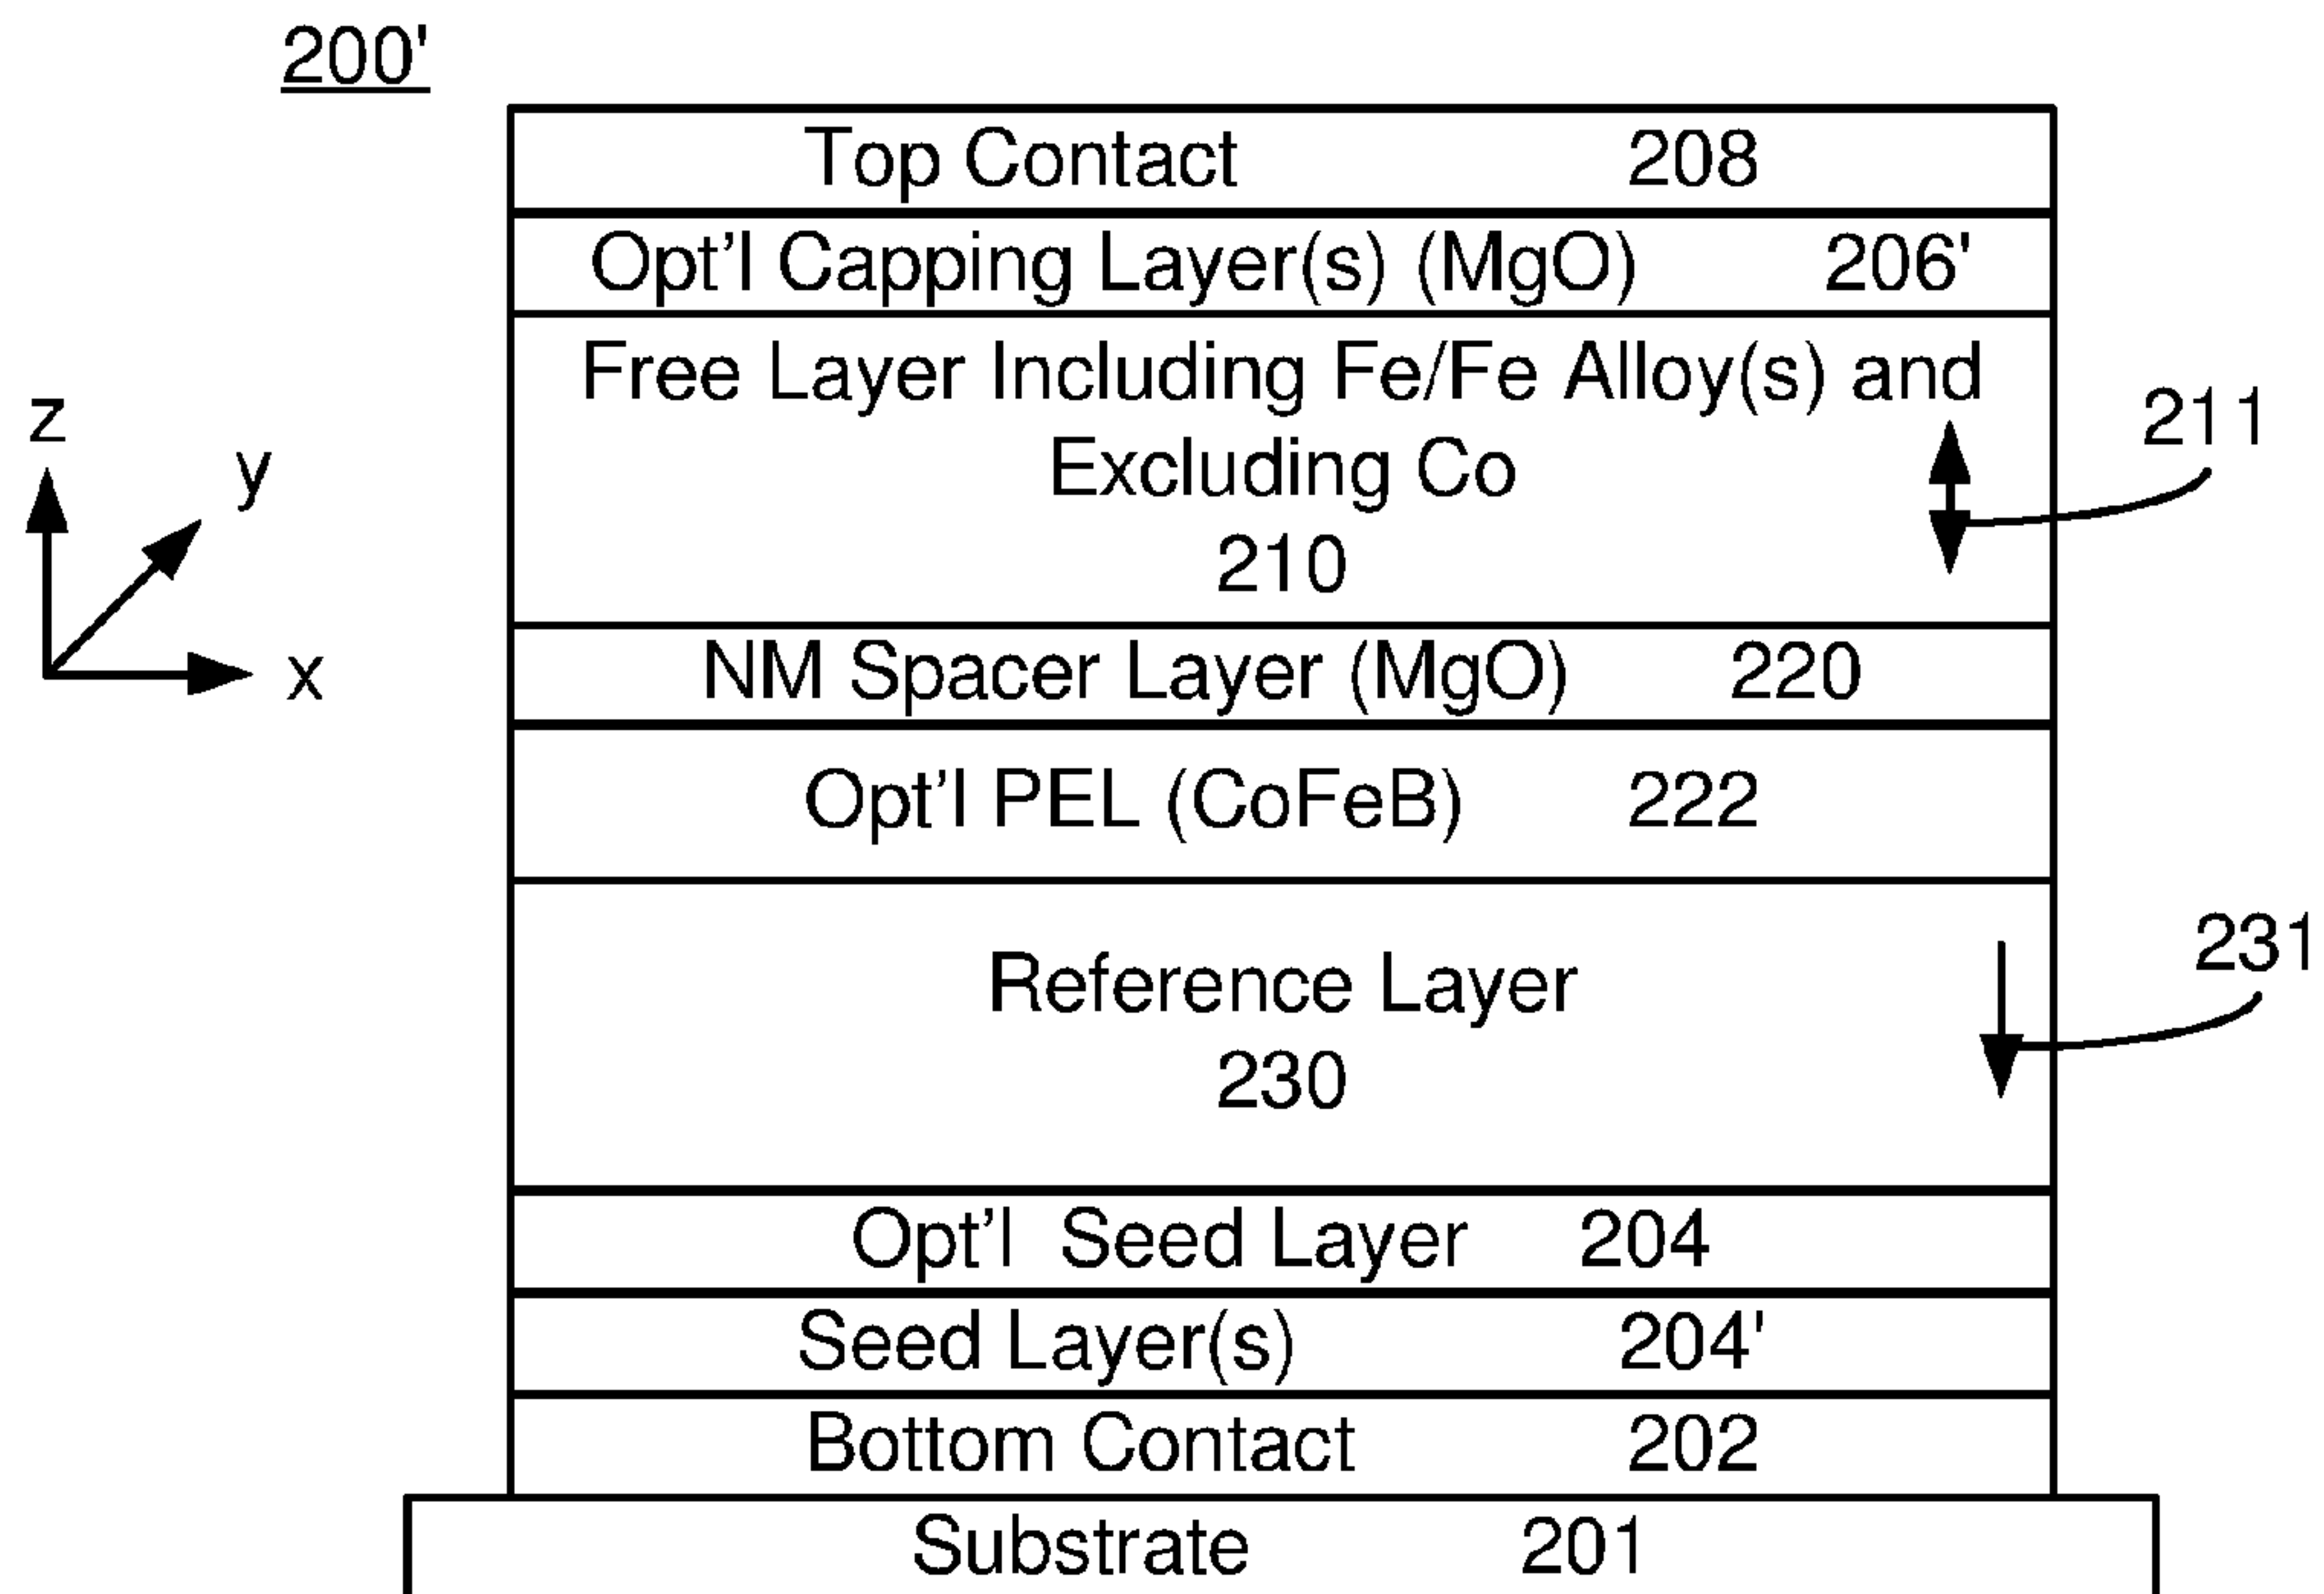 200'
Top Contact 208
Opt'l Capping Layer(s) (MgO) 206'
Free Layer Including Fe/Fe Alloy(s) and
Excluding Co
210
211
z
y
x
NM Spacer Layer (MgO) 220
Opt'l PEL (CoFeB) 222
Reference Layer
230
231
Opt'l Seed Layer 204
Seed Layer(s) 204'
Bottom Contact 202
Substrate 201